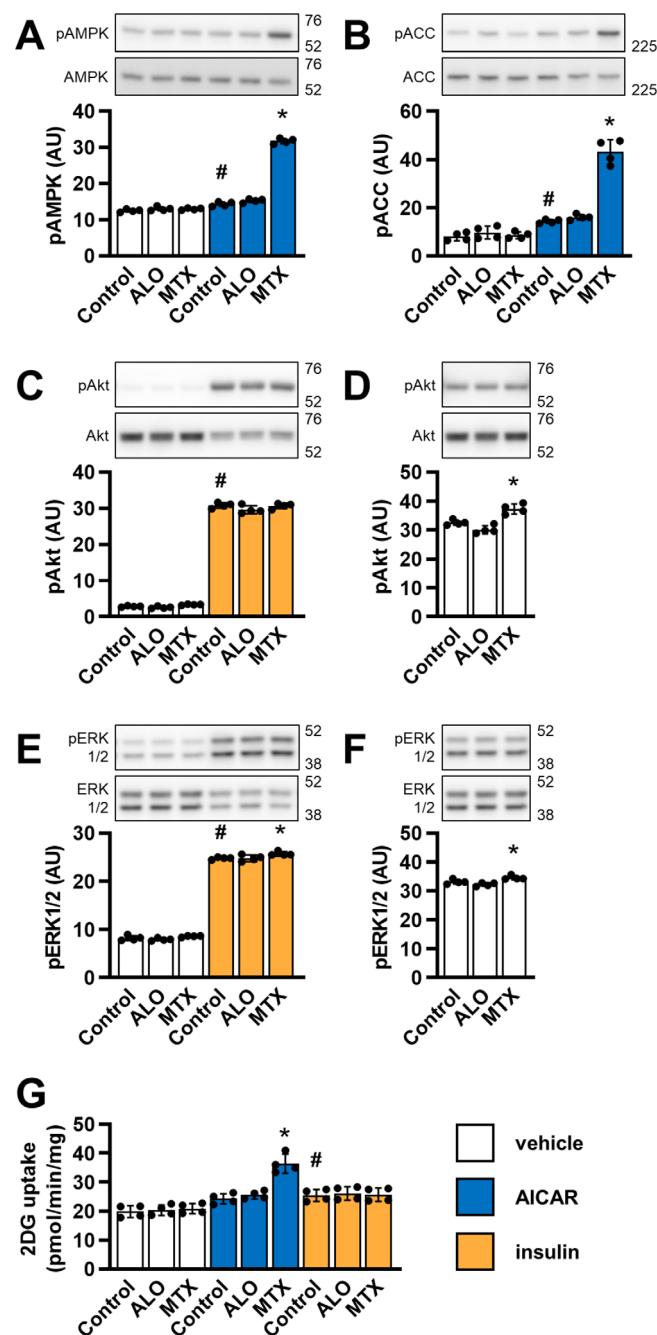 A
pAMPK
76
52
AMPK
76
52
pAMPK (AU)
40
30
20
10
0
#
*
Control
ALO
MTX
Control
ALO
MTX
B
pACC
225
ACC
225
pACC (AU)
60
40
20
0
#
*
Control
ALO
MTX
Control
ALO
MTX
C
pAkt
76
52
Akt
76
52
pAkt (AU)
40
30
20
10
0
#
Control
ALO
MTX
Control
ALO
MTX
D
pAkt
76
52
Akt
76
52
pAkt (AU)
50
40
30
20
10
0
*
Control
ALO
MTX
E
pERK
1/2
52
38
ERK
1/2
52
38
pERK1/2 (AU)
30
20
10
0
#
*
Control
ALO
MTX
Control
ALO
MTX
F
pERK
1/2
52
38
ERK
1/2
52
38
pERK1/2 (AU)
50
40
30
20
10
0
*
Control
ALO
MTX
G
2DG uptake
(pmol/min/mg)
50
40
30
20
10
0
*
#
Control
ALO
MTX
Control
ALO
MTX
Control
ALO
MTX
vehicle
AICAR
insulin